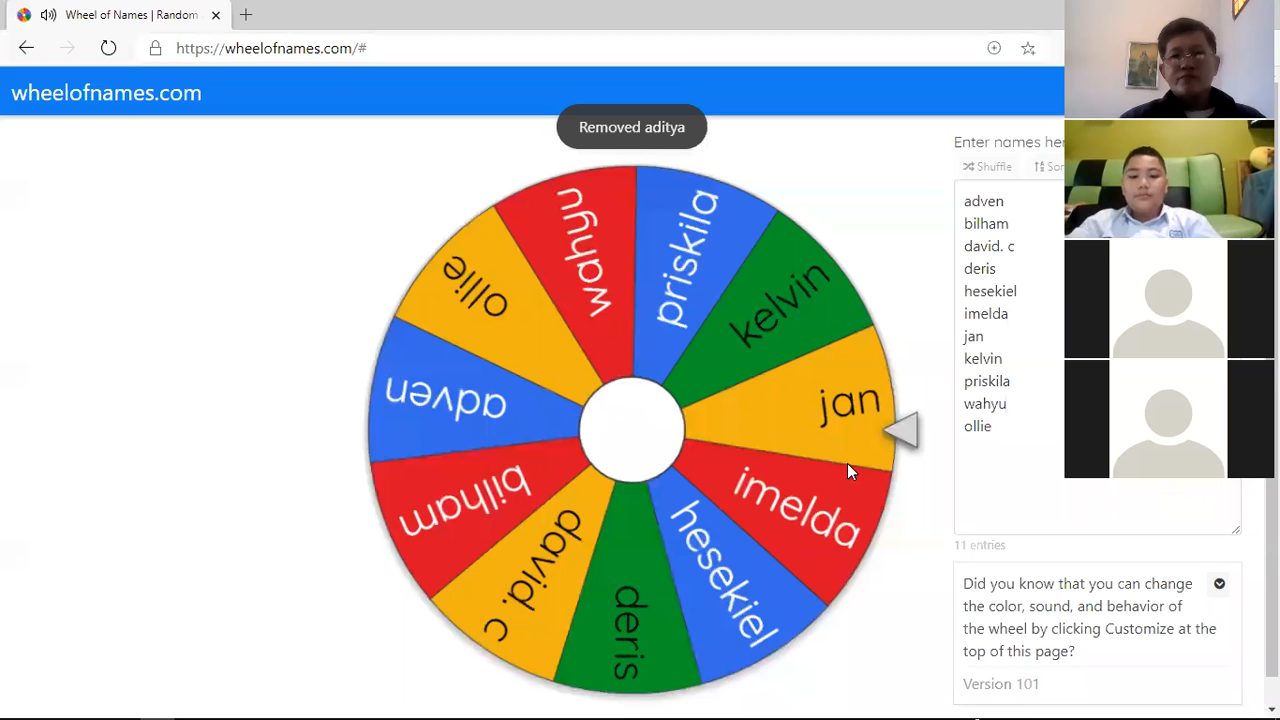 Wheel of Names | Random
https://wheelofnames.com/#
wheelofnames.com
Removed aditya
Enter names her
Shuffle
Sor
adven
bilham
david. c
deris
hesekiel
imelda
jan
kelvin
priskila
wahyu
ollie
11 entries
Did you know that you can change
the color, sound, and behavior of
the wheel by clicking Customize at the
top of this page?
Version 101
wahyu
priskila
kelvin
jan
imelda
hesekiel
deris
david. c
bilham
adven
ollie